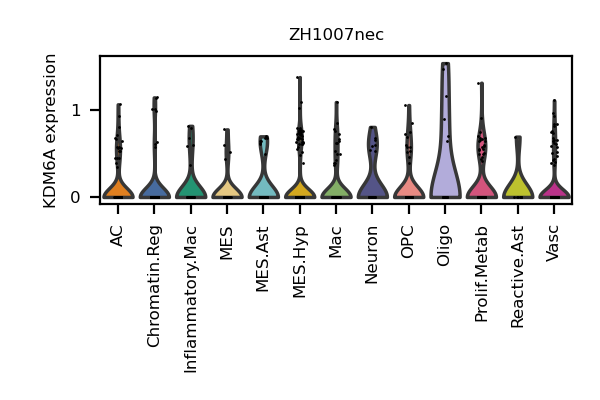 ZH1007nec
KDM6A expression
1
0
AC
Chromatin.Reg
Inflammatory.Mac
MES
MES.Ast
MES.Hyp
Mac
Neuron
OPC
Oligo
Prolif.Metab
Reactive.Ast
Vasc